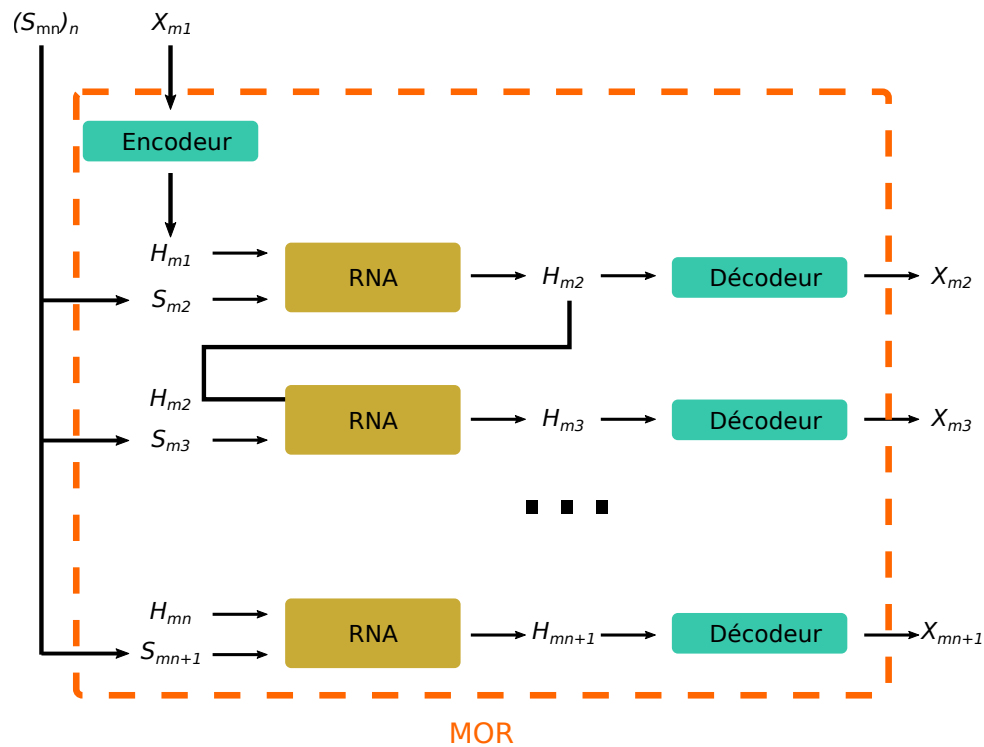 (Smn)n
Xm1
Encodeur
Hm1
Sm2
RNA
Hm2
Décodeur
Xm2
Hm2
Sm3
RNA
Hm3
Décodeur
Xm3
Hmn
Smn+1
RNA
Hmn+1
Décodeur
Xmn+1
MOR